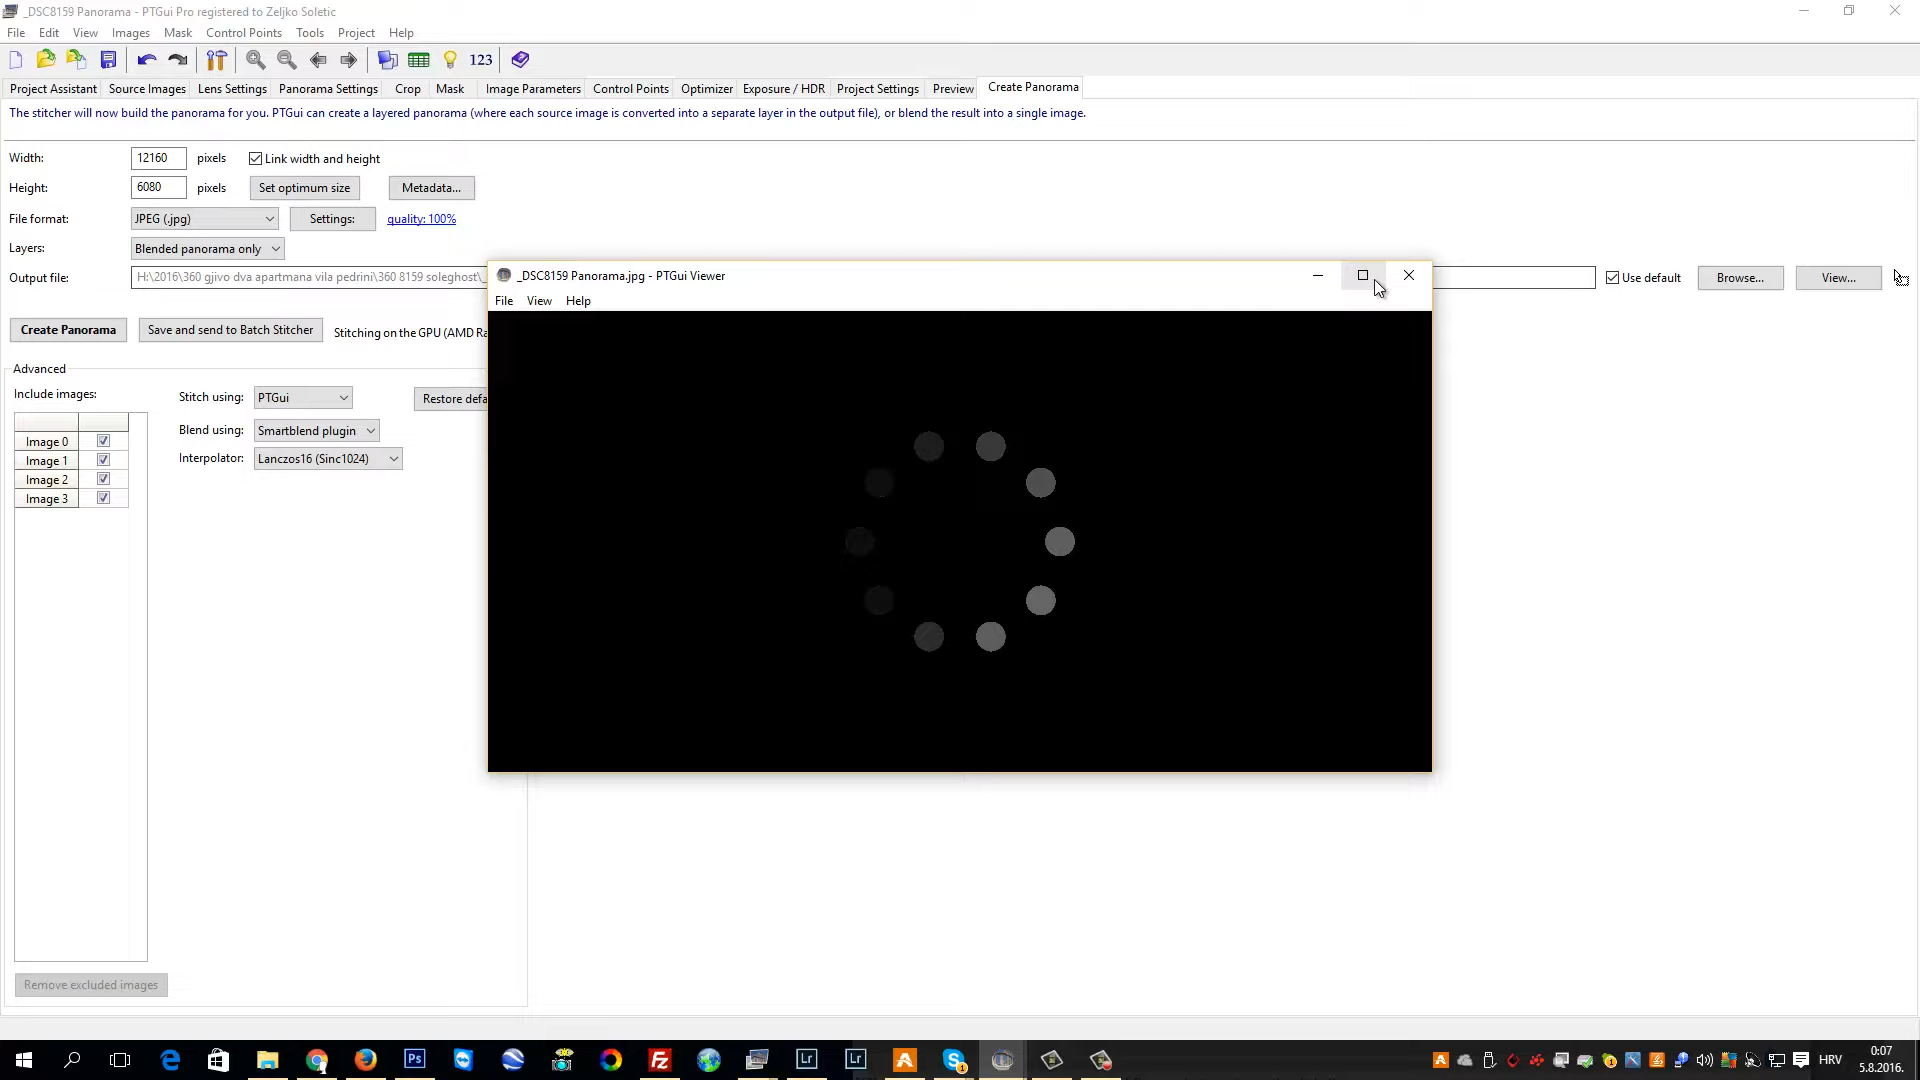 _DSC8159 Panorama - PTGui Pro registered to Zeljko Soletic
File Edit View Images Mask Control Points Tools Project Help
123
Project Assistant Source Images Lens Settings Panorama Settings Crop Mask Image Parameters Control Points Optimizer Exposure / HDR Project Settings Preview Create Panorama
The stitcher will now build the panorama for you. PTGui can create a layered panorama (where each source image is converted into a separate layer in the output file), or blend the result into a single image.
Width: 12160 pixels Link width and height
Height: 6080 pixels Set optimum size Metadata...
File format: JPEG (.jpg) Settings: quality: 100%
Layers: Blended panorama only
Output file: H:\2016\360 gjivo dva apartmana vila pedrini\360 8159 soleghost\ Use default Browse... View...
_DSC8159 Panorama.jpg - PTGui Viewer
File View Help
Create Panorama Save and send to Batch Stitcher Stitching on the GPU (AMD Ra
Advanced
Include images: Stitch using: PTGui Restore defa
Blend using: Smartblend plugin
Interpolator: Lanczos16 (Sinc1024)
Image 0
Image 1
Image 2
Image 3
Remove excluded images
Ps Lr Lr HRV
0:07
5.8.2016.